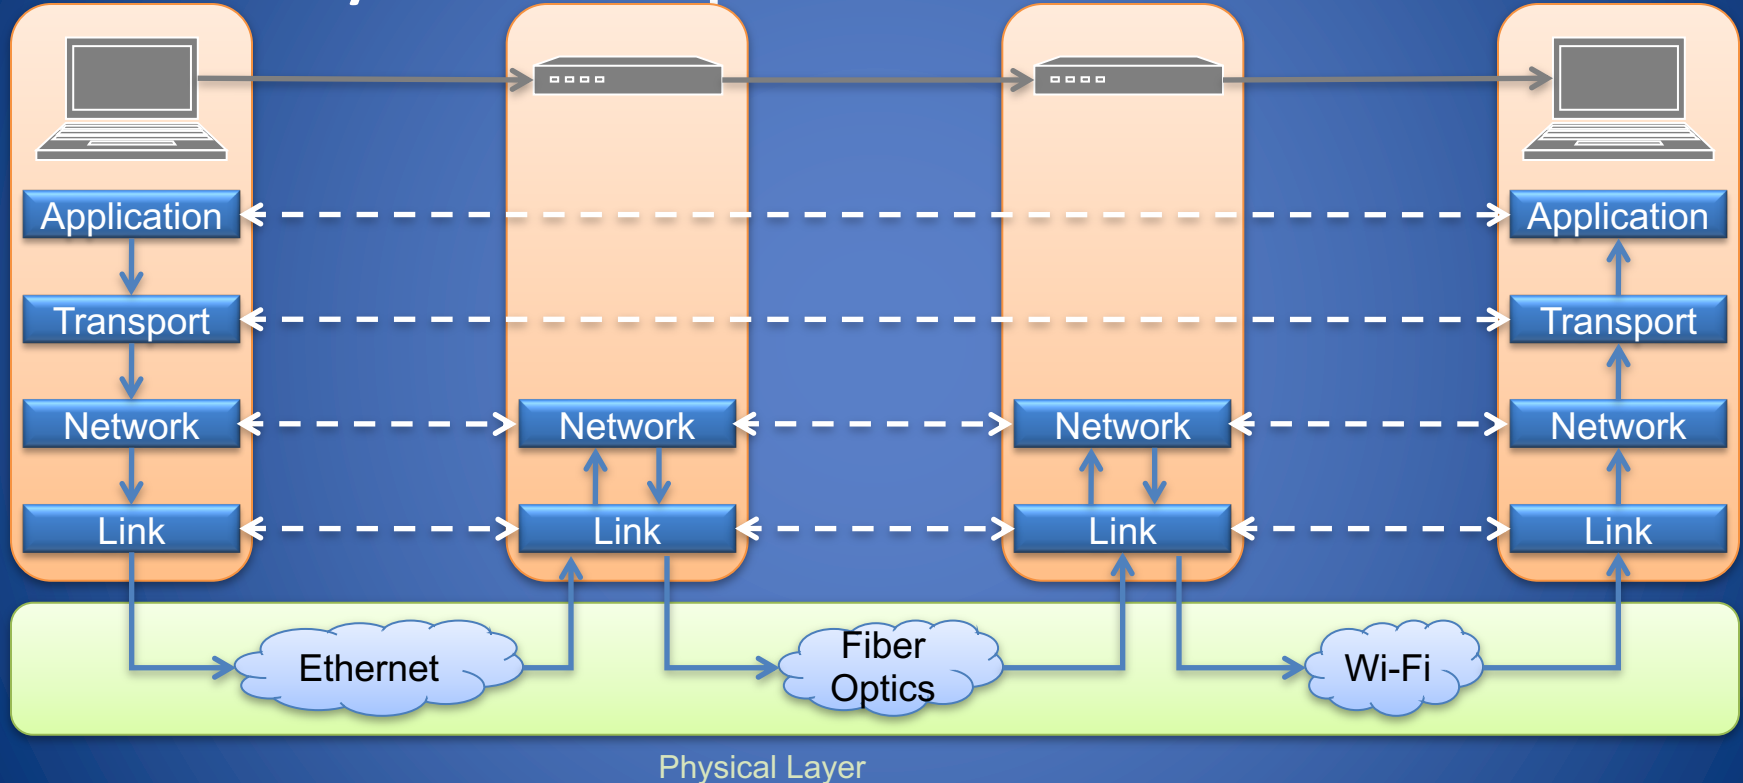 Application
Application
Transport
Transport
Network
Network
Network
Network
Link
Link
Link
Link
Ethernet
Fiber
Optics
Wi-Fi
Physical Layer